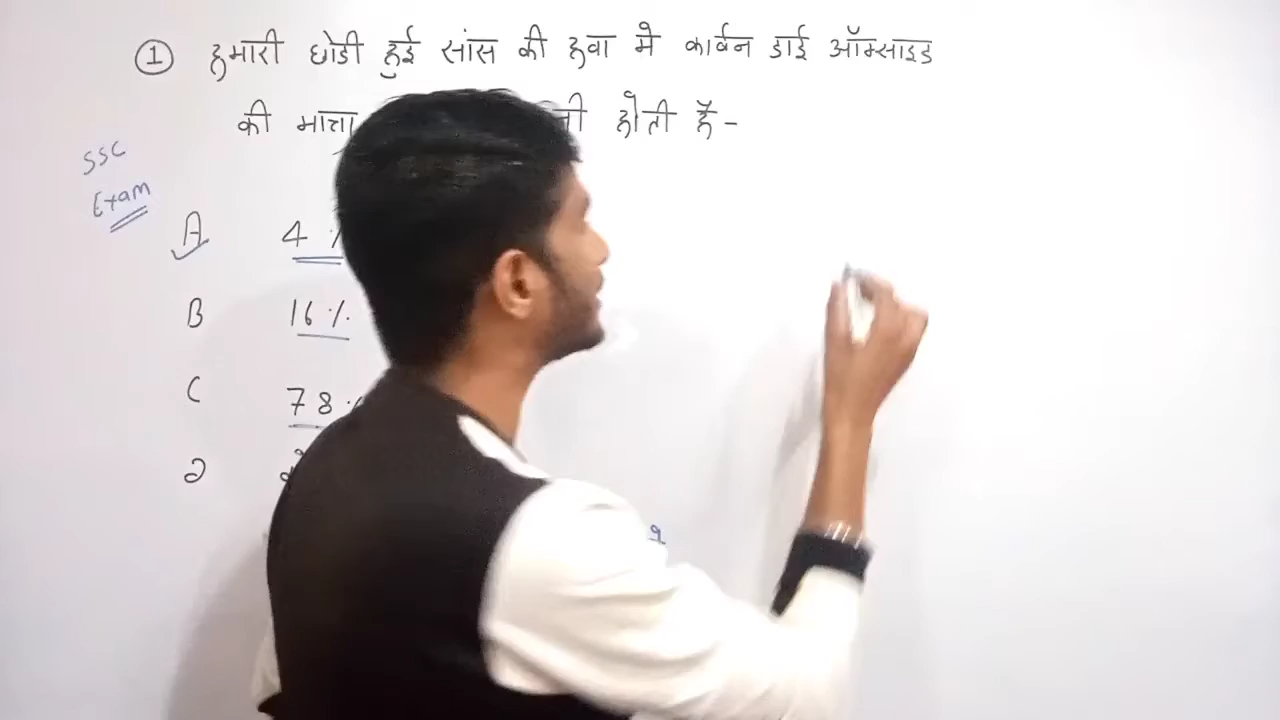 ① हमारी छोडी हुई सांस की हवा मे कार्बन डाई ऑक्साइड
की मात्रा होती है -
SSC
Exam
A 4 %
B 16 %
C 78 %
D